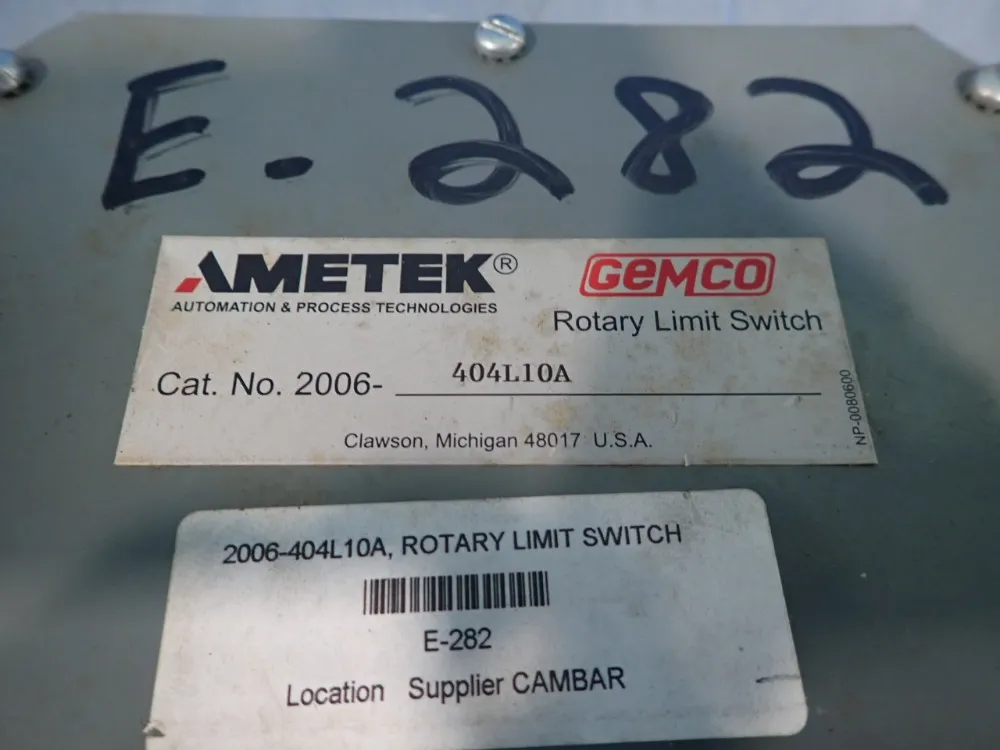 E-282
AMETEK®
AUTOMATION & PROCESS TECHNOLOGIES
GEMCO
Rotary Limit Switch
Cat. No. 2006- 404L10A
Clawson, Michigan 48017 U.S.A.
NP-0080600
2006-404L10A, ROTARY LIMIT SWITCH
E-282
Location Supplier CAMBAR